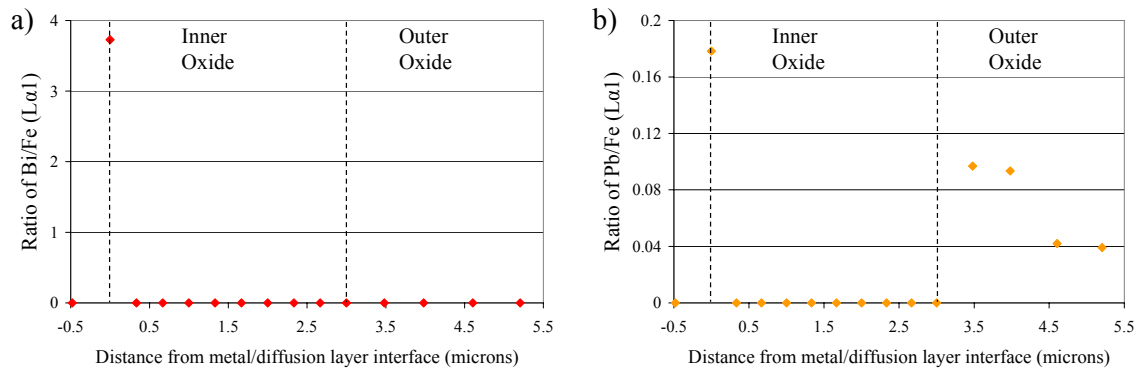 a)
Ratio of Bi/Fe (Lα1)
5
4
3
2
1
0
Inner
Oxide
Outer
Oxide
-0.5 0.5 1.5 2.5 3.5 4.5 5.5
Distance from metal/diffusion layer interface (microns)
b)
Ratio of Pb/Fe (Lα1)
0.2
0.16
0.12
0.08
0.04
0
Inner
Oxide
Outer
Oxide
-0.5 0.5 1.5 2.5 3.5 4.5 5.5
Distance from metal/diffusion layer interface (microns)